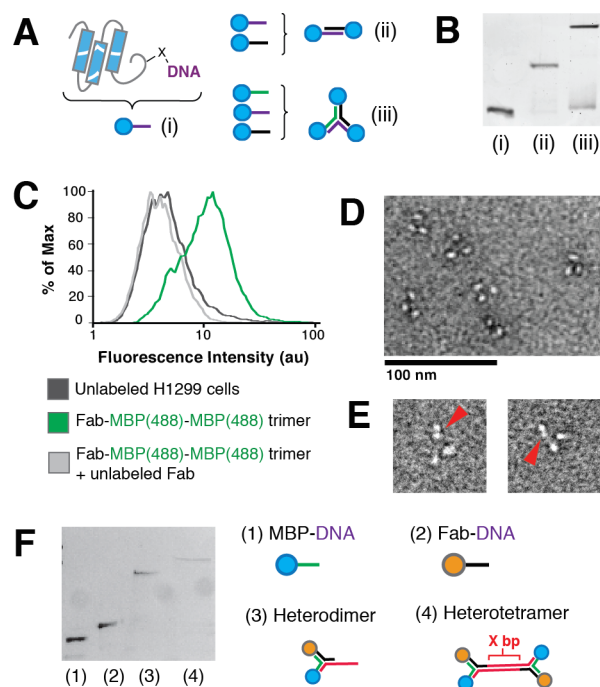 A
X
DNA
(i)
(ii)
(iii)
B
(i) (ii) (iii)
C
% of Max
100
80
60
40
20
0
1 10 100
Fluorescence Intensity (au)
Unlabeled H1299 cells
Fab-MBP(488)-MBP(488) trimer
Fab-MBP(488)-MBP(488) trimer
+ unlabeled Fab
D
100 nm
E
F
(1) (2) (3) (4)
(1) MBP-DNA
(2) Fab-DNA
(3) Heterodimer
(4) Heterotetramer
X bp